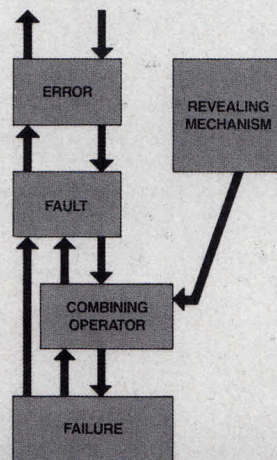 ERROR
REVEALING
MECHANISM
FAULT
COMBINING
OPERATOR
FAILURE